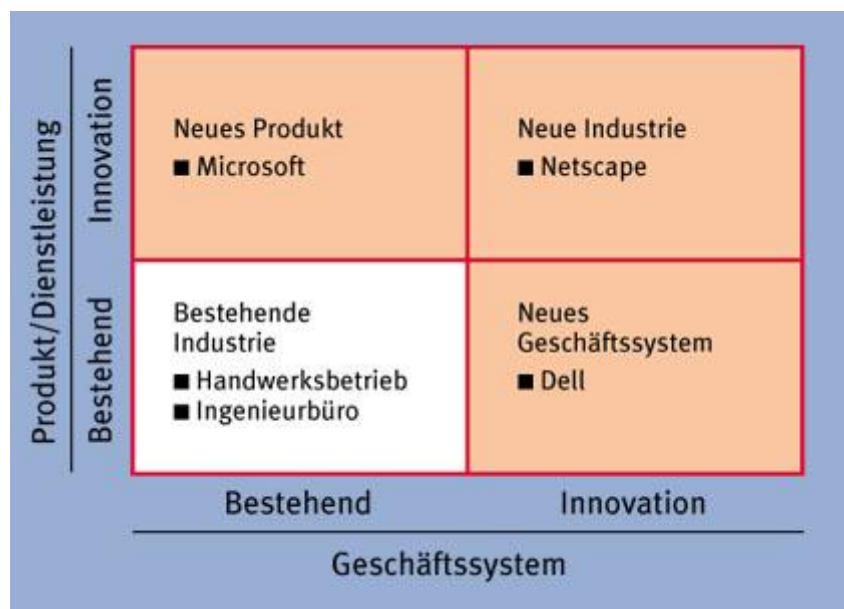 Produkt/Dienstleistung
Innovation
Neues Produkt
■ Microsoft
Neue Industrie
■ Netscape
Bestehend
Bestehende
Industrie
■ Handwerksbetrieb
■ Ingenieurbüro
Neues
Geschäftssystem
■ Dell
Bestehend
Innovation
Geschäftssystem